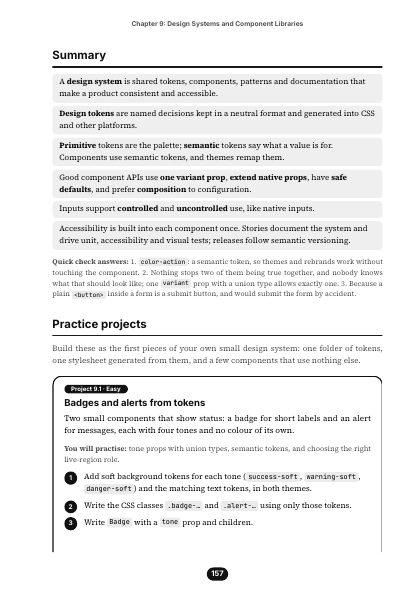 Chapter 9: Design Systems and Component Libraries
Summary
A design system is shared tokens, components, patterns and documentation that
make a product consistent and accessible.
Design tokens are named decisions kept in a neutral format and generated into CSS
and other platforms.
Primitive tokens are the palette; semantic tokens say what a value is for.
Components use semantic tokens, and themes remap them.
Good component APIs use one variant prop, extend native props, have safe
defaults, and prefer composition to configuration.
Inputs support controlled and uncontrolled use, like native inputs.
Accessibility is built into each component once. Stories document the system and
drive unit, accessibility and visual tests; releases follow semantic versioning.
Quick check answers: 1. color-action: a semantic token, so themes and rebrands work without
touching the component. 2. Nothing stops two of them being true together, and nobody knows
what that should look like; one variant prop with a union type allows exactly one. 3. Because a
plain <button> inside a form is a submit button, and would submit the form by accident.
Practice projects
Build these as the first pieces of your own small design system: one folder of tokens,
one stylesheet generated from them, and a few components that use nothing else.
Project 9.1 · Easy
Badges and alerts from tokens
Two small components that show status: a badge for short labels and an alert
for messages, each with four tones and no colour of its own.
You will practise: tone props with union types, semantic tokens, and choosing the right
live-region role.
1 Add soft background tokens for each tone ( success-soft, warning-soft,
danger-soft ) and the matching text tokens, in both themes.
2 Write the CSS classes .badge-… and .alert-… using only those tokens.
3 Write Badge with a tone prop and children.
157